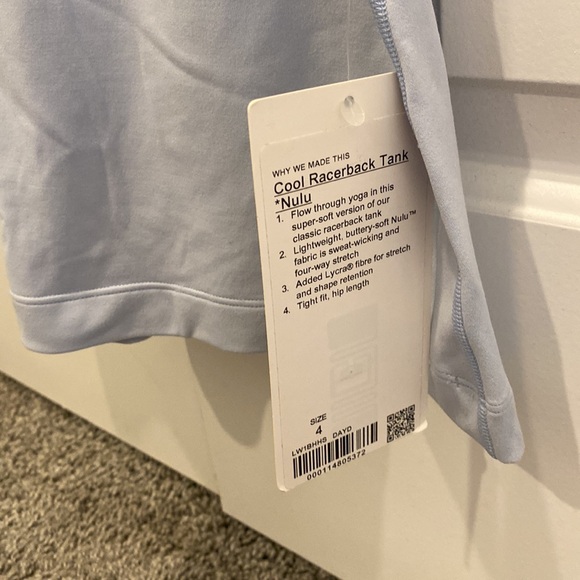 WHY WE MADE THIS
Cool Racerback Tank
*Nulu
1. Flow through yoga in this
super-soft version of our
classic racerback tank
2. Lightweight, buttery-soft Nulu™
fabric is sweat-wicking and
four-way stretch
3. Added Lycra® fibre for stretch
and shape retention
4. Tight fit, hip length
SIZE
4
LW1BHHS DAYD
000114805372